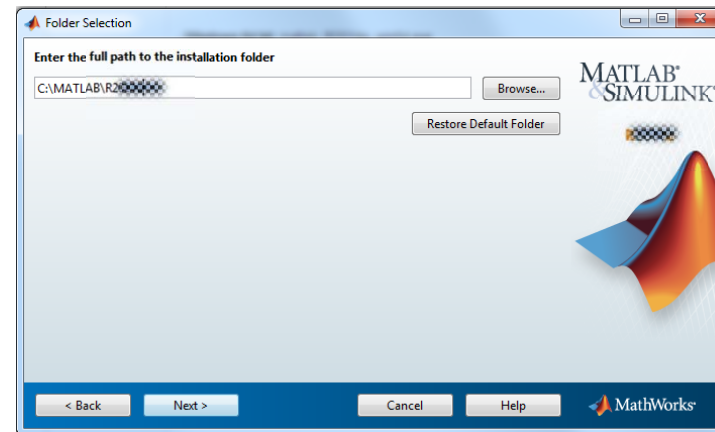 Folder Selection
Enter the full path to the installation folder
C:\MATLAB\R2
Browse...
Restore Default Folder
MATLAB®
&SIMULINK®
R
< Back
Next >
Cancel
Help
MathWorks®